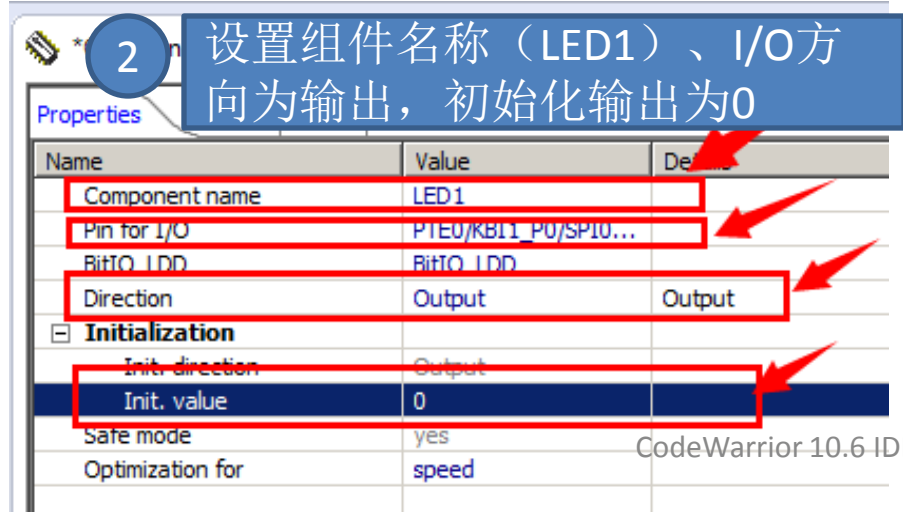 2
设置组件名称（LED1）、I/O方
向为输出，初始化输出为0
Properties
Name Value
Component name LED1
Pin for I/O PTE0/KBI1_P0/SPI0...
BitIO_LDD BitIO_LDD
Direction Output Output
Initialization
Init. direction Output
Init. value 0
Safe mode yes
CodeWarrior 10.6 ID
Optimization for speed